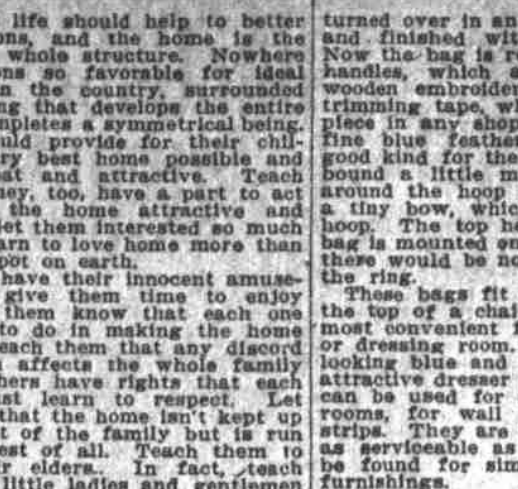 life should help to better
ons, and the home is the
whole structure. Nowhere
ons so favorable for ideal
n the country, surrounded
ng that develops the entire
mpletes a symmetrical being.
uld provide for their chil-
ry best home possible and
eat and attractive. Teach
hey, too, have a part to act
the home attractive and
let them interested so much
arn to love home more than
pot on earth.
have their innocent amuse-
give them time to enjoy
them know that each one
to do in making the home
each them that any discord
affects the whole family
hers have rights that each
st learn to respect. Let
that the home isn't kept up
t of the family but is run
est of all. Teach them to
r elders. In fact, teach
little ladies and gentlemen
turned over in an
and finished wit
Now the bag is r
handles, which a
wooden embroider
trimming tape, w
piece in any shop
fine blue feathe
good kind for the
bound a little m
around the hoop
a tiny bow, whic
hoop. The top h
bag is mounted on
there would be no
the ring.
These bags fit
the top of a chai
most convenient f
or dressing room.
looking blue and
attractive dresser
can be used for
rooms, for wall
strips. They are
as serviceable as
be found for sim
furnishings.